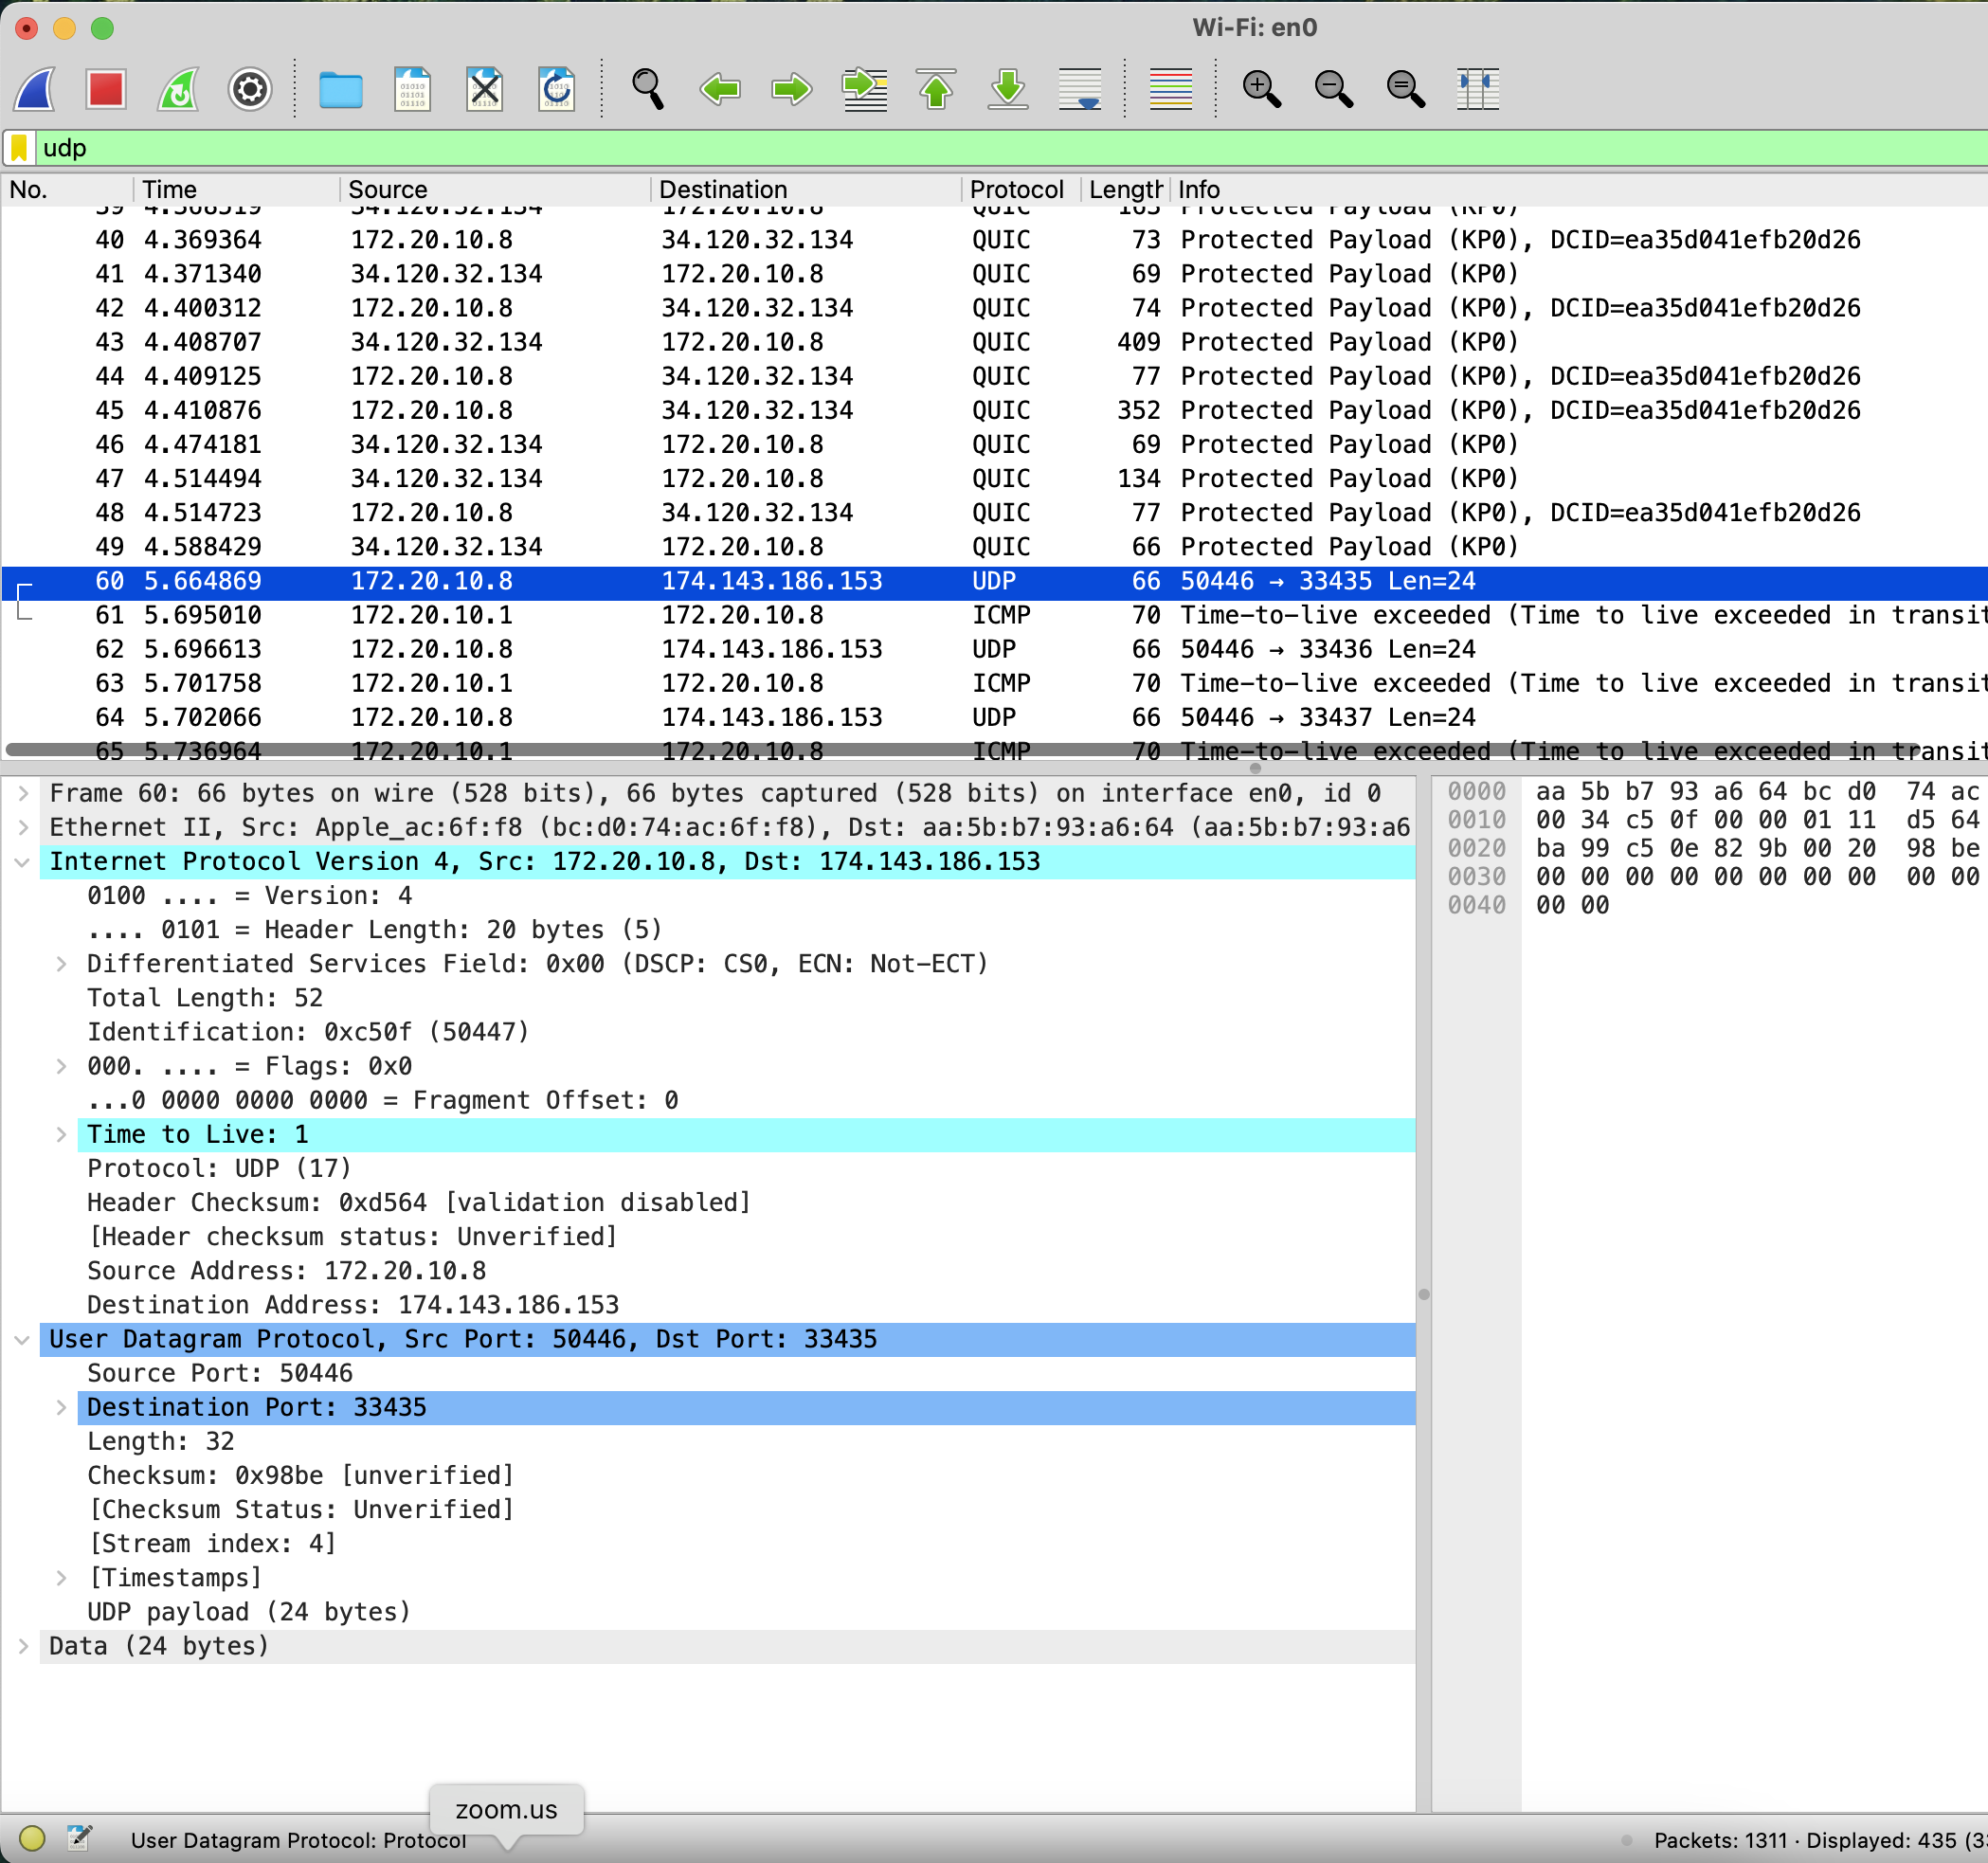 Wi-Fi: en0
udp
No. Time Source Destination Protocol Length Info
39 4.368519 34.120.32.134 172.20.10.8 QUIC 163 Protected Payload (KP0)
40 4.369364 172.20.10.8 34.120.32.134 QUIC 73 Protected Payload (KP0), DCID=ea35d041efb20d26
41 4.371340 34.120.32.134 172.20.10.8 QUIC 69 Protected Payload (KP0)
42 4.400312 172.20.10.8 34.120.32.134 QUIC 74 Protected Payload (KP0), DCID=ea35d041efb20d26
43 4.408707 34.120.32.134 172.20.10.8 QUIC 409 Protected Payload (KP0)
44 4.409125 172.20.10.8 34.120.32.134 QUIC 77 Protected Payload (KP0), DCID=ea35d041efb20d26
45 4.410876 172.20.10.8 34.120.32.134 QUIC 352 Protected Payload (KP0), DCID=ea35d041efb20d26
46 4.474181 34.120.32.134 172.20.10.8 QUIC 69 Protected Payload (KP0)
47 4.514494 34.120.32.134 172.20.10.8 QUIC 134 Protected Payload (KP0)
48 4.514723 172.20.10.8 34.120.32.134 QUIC 77 Protected Payload (KP0), DCID=ea35d041efb20d26
49 4.588429 34.120.32.134 172.20.10.8 QUIC 66 Protected Payload (KP0)
60 5.664869 172.20.10.8 174.143.186.153 UDP 66 50446 → 33435 Len=24
61 5.695010 172.20.10.1 172.20.10.8 ICMP 70 Time-to-live exceeded (Time to live exceeded in transit
62 5.696613 172.20.10.8 174.143.186.153 UDP 66 50446 → 33436 Len=24
63 5.701758 172.20.10.1 172.20.10.8 ICMP 70 Time-to-live exceeded (Time to live exceeded in transit
64 5.702066 172.20.10.8 174.143.186.153 UDP 66 50446 → 33437 Len=24
65 5.736964 172.20.10.1 172.20.10.8 ICMP 70 Time-to-live exceeded (Time to live exceeded in transit
Frame 60: 66 bytes on wire (528 bits), 66 bytes captured (528 bits) on interface en0, id 0
Ethernet II, Src: Apple_ac:6f:f8 (bc:d0:74:ac:6f:f8), Dst: aa:5b:b7:93:a6:64 (aa:5b:b7:93:a6
Internet Protocol Version 4, Src: 172.20.10.8, Dst: 174.143.186.153
0100 .... = Version: 4
.... 0101 = Header Length: 20 bytes (5)
Differentiated Services Field: 0x00 (DSCP: CS0, ECN: Not-ECT)
Total Length: 52
Identification: 0xc50f (50447)
000. .... = Flags: 0x0
...0 0000 0000 0000 = Fragment Offset: 0
Time to Live: 1
Protocol: UDP (17)
Header Checksum: 0xd564 [validation disabled]
[Header checksum status: Unverified]
Source Address: 172.20.10.8
Destination Address: 174.143.186.153
User Datagram Protocol, Src Port: 50446, Dst Port: 33435
Source Port: 50446
Destination Port: 33435
Length: 32
Checksum: 0x98be [unverified]
[Checksum Status: Unverified]
[Stream index: 4]
[Timestamps]
UDP payload (24 bytes)
Data (24 bytes)
0000 aa 5b b7 93 a6 64 bc d0 74 ac
0010 00 34 c5 0f 00 00 01 11 d5 64
0020 ba 99 c5 0e 82 9b 00 20 98 be
0030 00 00 00 00 00 00 00 00 00 00
0040 00 00
zoom.us
User Datagram Protocol: Protocol
Packets: 1311 · Displayed: 435 (3